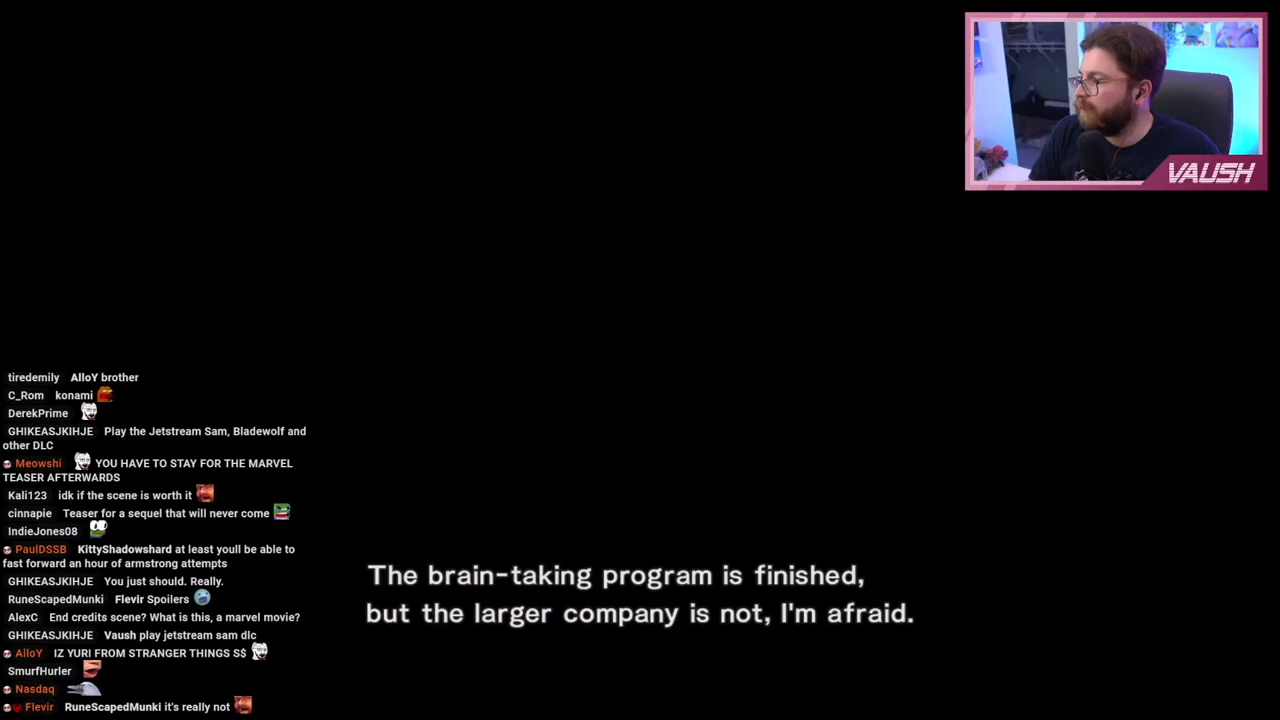 VAUSH
tiredemily AlloY brother
C_Rom konami
DerekPrime
GHIKEASJKIHJE Play the Jetstream Sam, Bladewolf and
other DLC
Meowshi YOU HAVE TO STAY FOR THE MARVEL
TEASER AFTERWARDS
Kali123 idk if the scene is worth it
cinnapie Teaser for a sequel that will never come
IndieJones08
PaulDSSB KittyShadowshard at least youll be able to
fast forward an hour of armstrong attempts
GHIKEASJKIHJE You just should. Really.
RuneScapedMunki Flevir Spoilers
AlexC End credits scene? What is this, a marvel movie?
GHIKEASJKIHJE Vaush play jetstream sam dlc
AlloY IZ YURI FROM STRANGER THINGS S$
SmurfHurler
Nasdaq
Flevir RuneScapedMunki it's really not
The brain-taking program is finished,
but the larger company is not, I'm afraid.